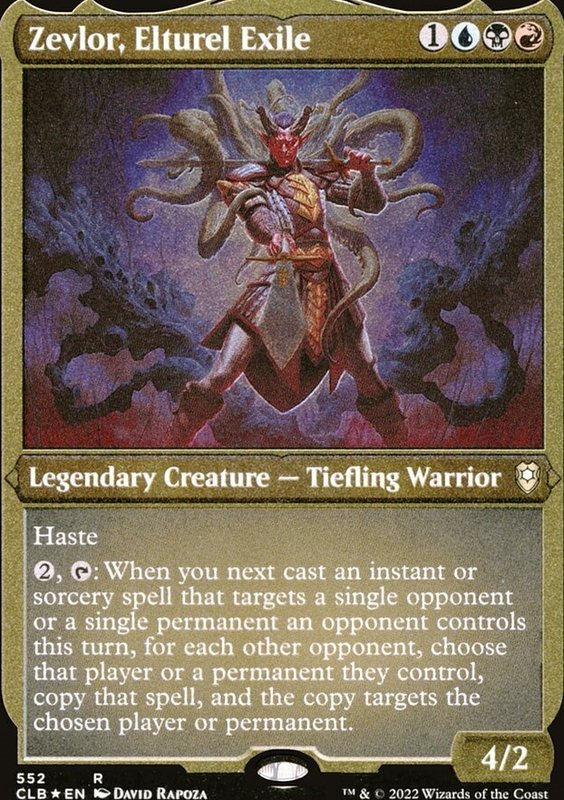 Zevlor, Elturel Exile 1
Legendary Creature — Tiefling Warrior
Haste
2, : When you next cast an instant or
sorcery spell that targets a single opponent
or a single permanent an opponent controls
this turn, for each other opponent, choose
that player or a permanent they control,
copy that spell, and the copy targets the
chosen player or permanent.
4/2
552 R
CLB★EN David Rapoza
™ & © 2022 Wizards of the Coast